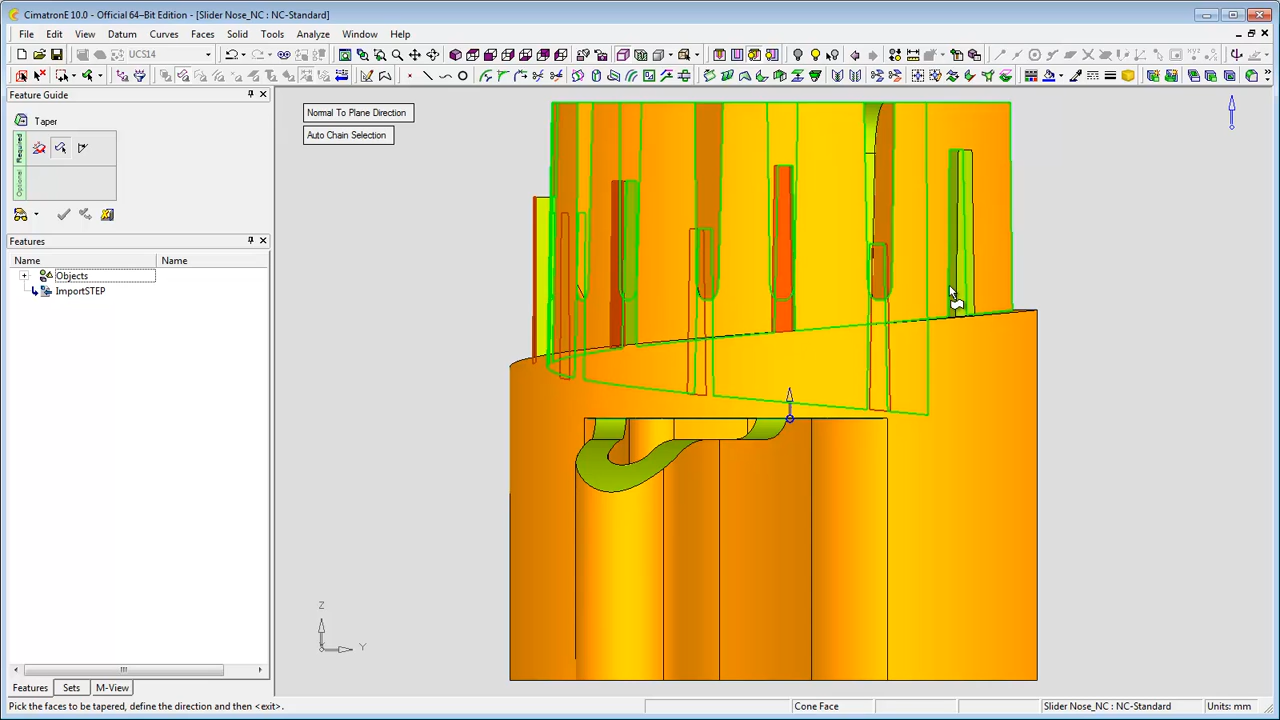 CimatronE 10.0 - Official 64-Bit Edition - [Slider Nose_NC : NC-Standard]
File Edit View Datum Curves Faces Solid Tools Analyze Window Help
UCS14
Feature Guide
Taper
Required
Optional
Features
Name Name
Objects
ImportSTEP
Features Sets M-View
Normal To Plane Direction
Auto Chain Selection
Z
Y
Pick the faces to be tapered, define the direction and then <exit>. Cone Face Slider Nose_NC : NC-Standard Units: mm